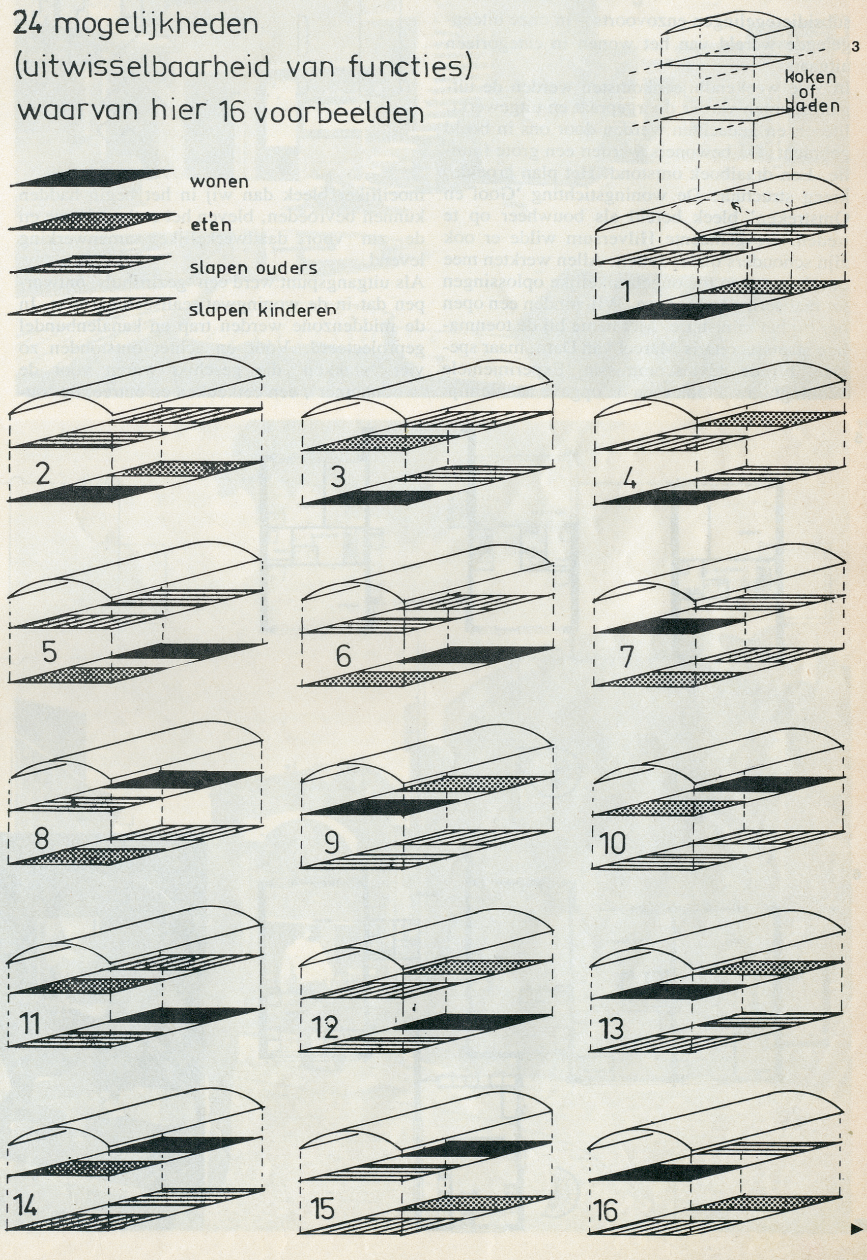 24 mogelijkheden
(uitwisselbaarheid van functies)
waarvan hier 16 voorbeelden
3
koken
of
baden
wonen
eten
slapen ouders
slapen kinderen
1
2
3
4
5
6
7
8
9
10
11
12
13
14
15
16